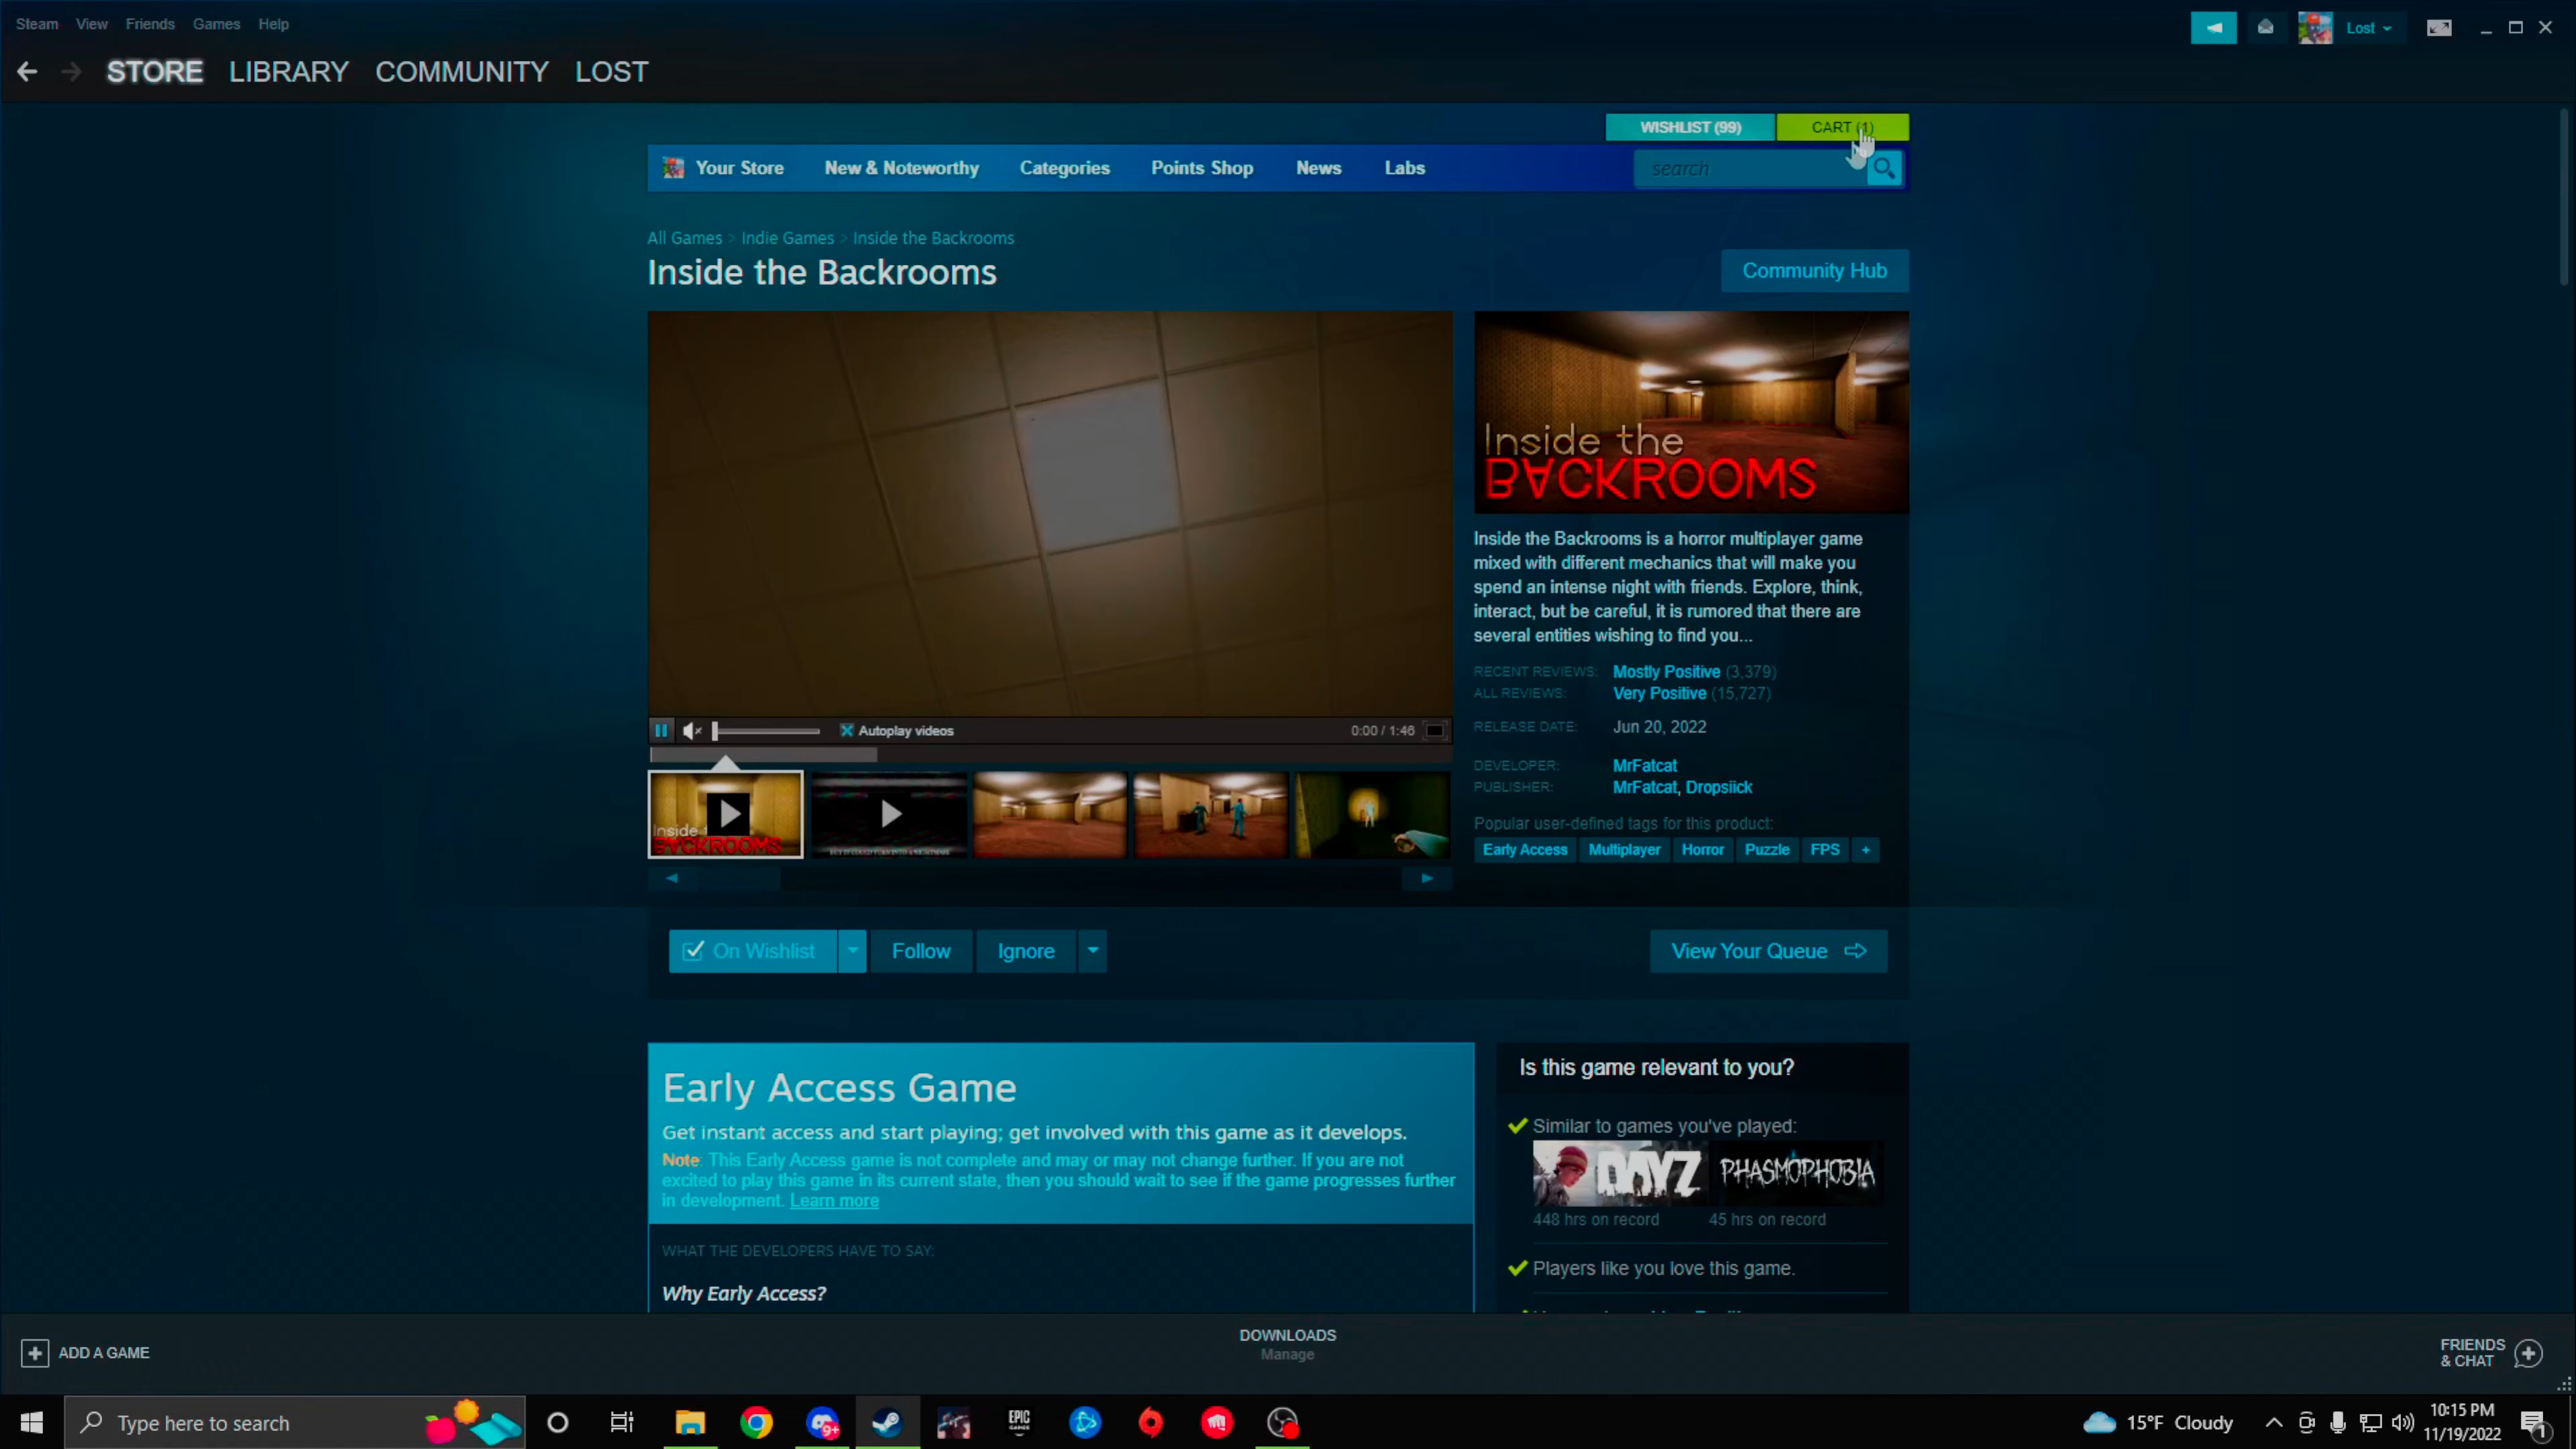 Steam View Friends Games Help
Lost
STORE LIBRARY COMMUNITY LOST
WISHLIST (99) CART (1)
Your Store New & Noteworthy Categories Points Shop News Labs search
All Games > Indie Games > Inside the Backrooms
Inside the Backrooms
Community Hub
Inside the
BACKROOMS
Inside the Backrooms is a horror multiplayer game
mixed with different mechanics that will make you
spend an intense night with friends. Explore, think,
interact, but be careful, it is rumored that there are
several entities wishing to find you...
RECENT REVIEWS: Mostly Positive (3,379)
ALL REVIEWS: Very Positive (15,727)
RELEASE DATE: Jun 20, 2022
DEVELOPER: MrFatcat
PUBLISHER: MrFatcat, Dropsiick
Popular user-defined tags for this product:
Early Access Multiplayer Horror Puzzle FPS +
Autoplay videos 0:00 / 1:46
Inside
BACKROOMS
BUT IT COULD TURN INTO A NIGHTMARE
On Wishlist Follow Ignore View Your Queue
Early Access Game
Get instant access and start playing; get involved with this game as it develops.
Note: This Early Access game is not complete and may or may not change further. If you are not
excited to play this game in its current state, then you should wait to see if the game progresses further
in development. Learn more
WHAT THE DEVELOPERS HAVE TO SAY:
Why Early Access?
Is this game relevant to you?
Similar to games you've played:
DAYZ PHASMOPHOBIA
448 hrs on record 45 hrs on record
Players like you love this game.
ADD A GAME
DOWNLOADS
Manage
FRIENDS
& CHAT
Type here to search
9+
EPIC
GAMES
15°F Cloudy
10:15 PM
11/19/2022
1